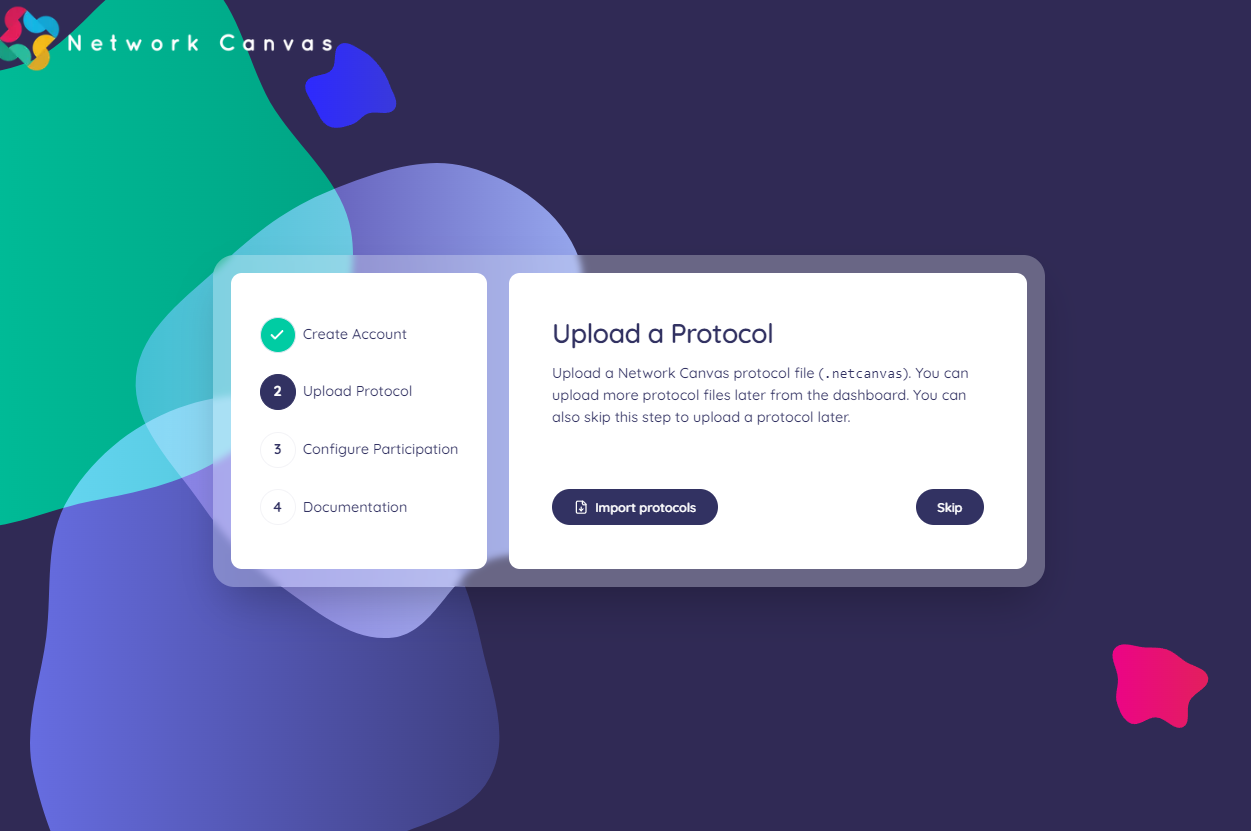 Network Canvas
Create Account
2 Upload Protocol
3 Configure Participation
4 Documentation
Upload a Protocol
Upload a Network Canvas protocol file (.netcanvas). You can
upload more protocol files later from the dashboard. You can
also skip this step to upload a protocol later.
Import protocols
Skip